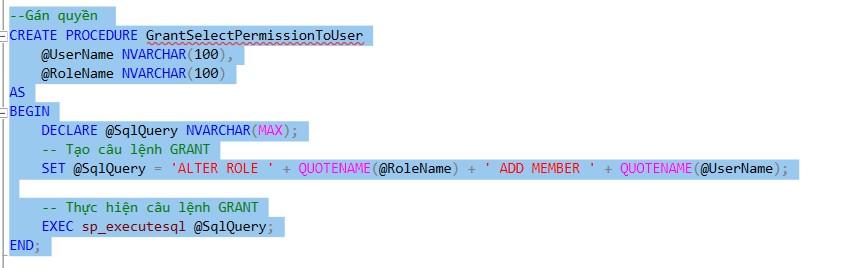 --Gán quyền
CREATE PROCEDURE GrantSelectPermissionToUser
    @UserName NVARCHAR(100),
    @RoleName NVARCHAR(100)
AS
BEGIN
    DECLARE @SqlQuery NVARCHAR(MAX);
    -- Tạo câu lệnh GRANT
    SET @SqlQuery = 'ALTER ROLE ' + QUOTENAME(@RoleName) + ' ADD MEMBER ' + QUOTENAME(@UserName);
    -- Thực hiện câu lệnh GRANT
    EXEC sp_executesql @SqlQuery;
END;